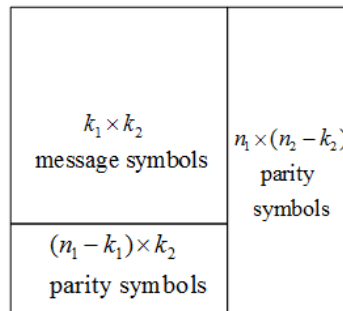 k₁ × k₂
message symbols
(n₁ − k₁) × k₂
parity symbols
n₁ × (n₂ − k₂)
parity
symbols